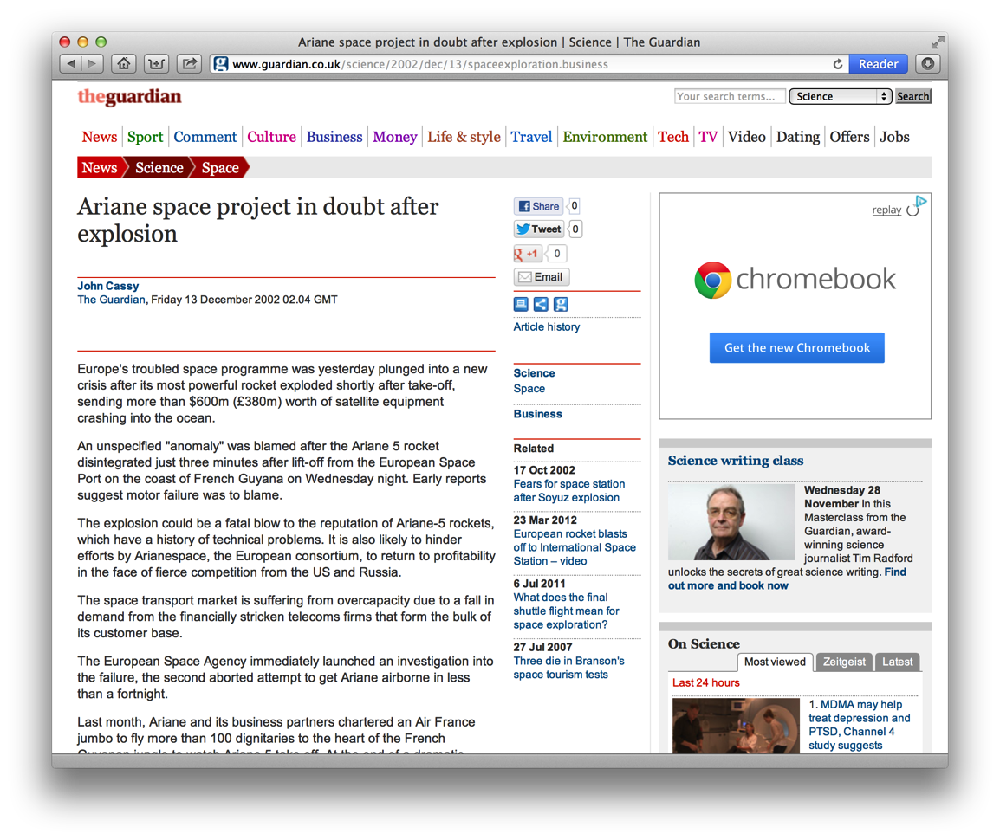 Ariane space project in doubt after explosion | Science | The Guardian
www.guardian.co.uk/science/2002/dec/13/spaceexploration.business
Reader
theguardian
Your search terms...
Science
Search
News
Sport
Comment
Culture
Business
Money
Life & style
Travel
Environment
Tech
TV
Video
Dating
Offers
Jobs
News
Science
Space
Ariane space project in doubt after
explosion
John Cassy
The Guardian, Friday 13 December 2002 02.04 GMT
Europe's troubled space programme was yesterday plunged into a new
crisis after its most powerful rocket exploded shortly after take-off,
sending more than $600m (£380m) worth of satellite equipment
crashing into the ocean.
An unspecified "anomaly" was blamed after the Ariane 5 rocket
disintegrated just three minutes after lift-off from the European Space
Port on the coast of French Guyana on Wednesday night. Early reports
suggest motor failure was to blame.
The explosion could be a fatal blow to the reputation of Ariane-5 rockets,
which have a history of technical problems. It is also likely to hinder
efforts by Arianespace, the European consortium, to return to profitability
in the face of fierce competition from the US and Russia.
The space transport market is suffering from overcapacity due to a fall in
demand from the financially stricken telecoms firms that form the bulk of
its customer base.
The European Space Agency immediately launched an investigation into
the failure, the second aborted attempt to get Ariane airborne in less
than a fortnight.
Last month, Ariane and its business partners chartered an Air France
jumbo to fly more than 100 dignitaries to the heart of the French
Guyanan jungle to watch Ariane 5 take off. At the end of a dramatic
Share
0
Tweet
0
g +1
0
Email
g
Article history
Science
Space
Business
Related
17 Oct 2002
Fears for space station
after Soyuz explosion
23 Mar 2012
European rocket blasts
off to International Space
Station – video
6 Jul 2011
What does the final
shuttle flight mean for
space exploration?
27 Jul 2007
Three die in Branson's
space tourism tests
replay
chromebook
Get the new Chromebook
Science writing class
Wednesday 28
November In this
Masterclass from the
Guardian, award-
winning science
journalist Tim Radford
unlocks the secrets of great science writing. Find
out more and book now
On Science
Most viewed
Zeitgeist
Latest
Last 24 hours
1. MDMA may help
treat depression and
PTSD, Channel 4
study suggests